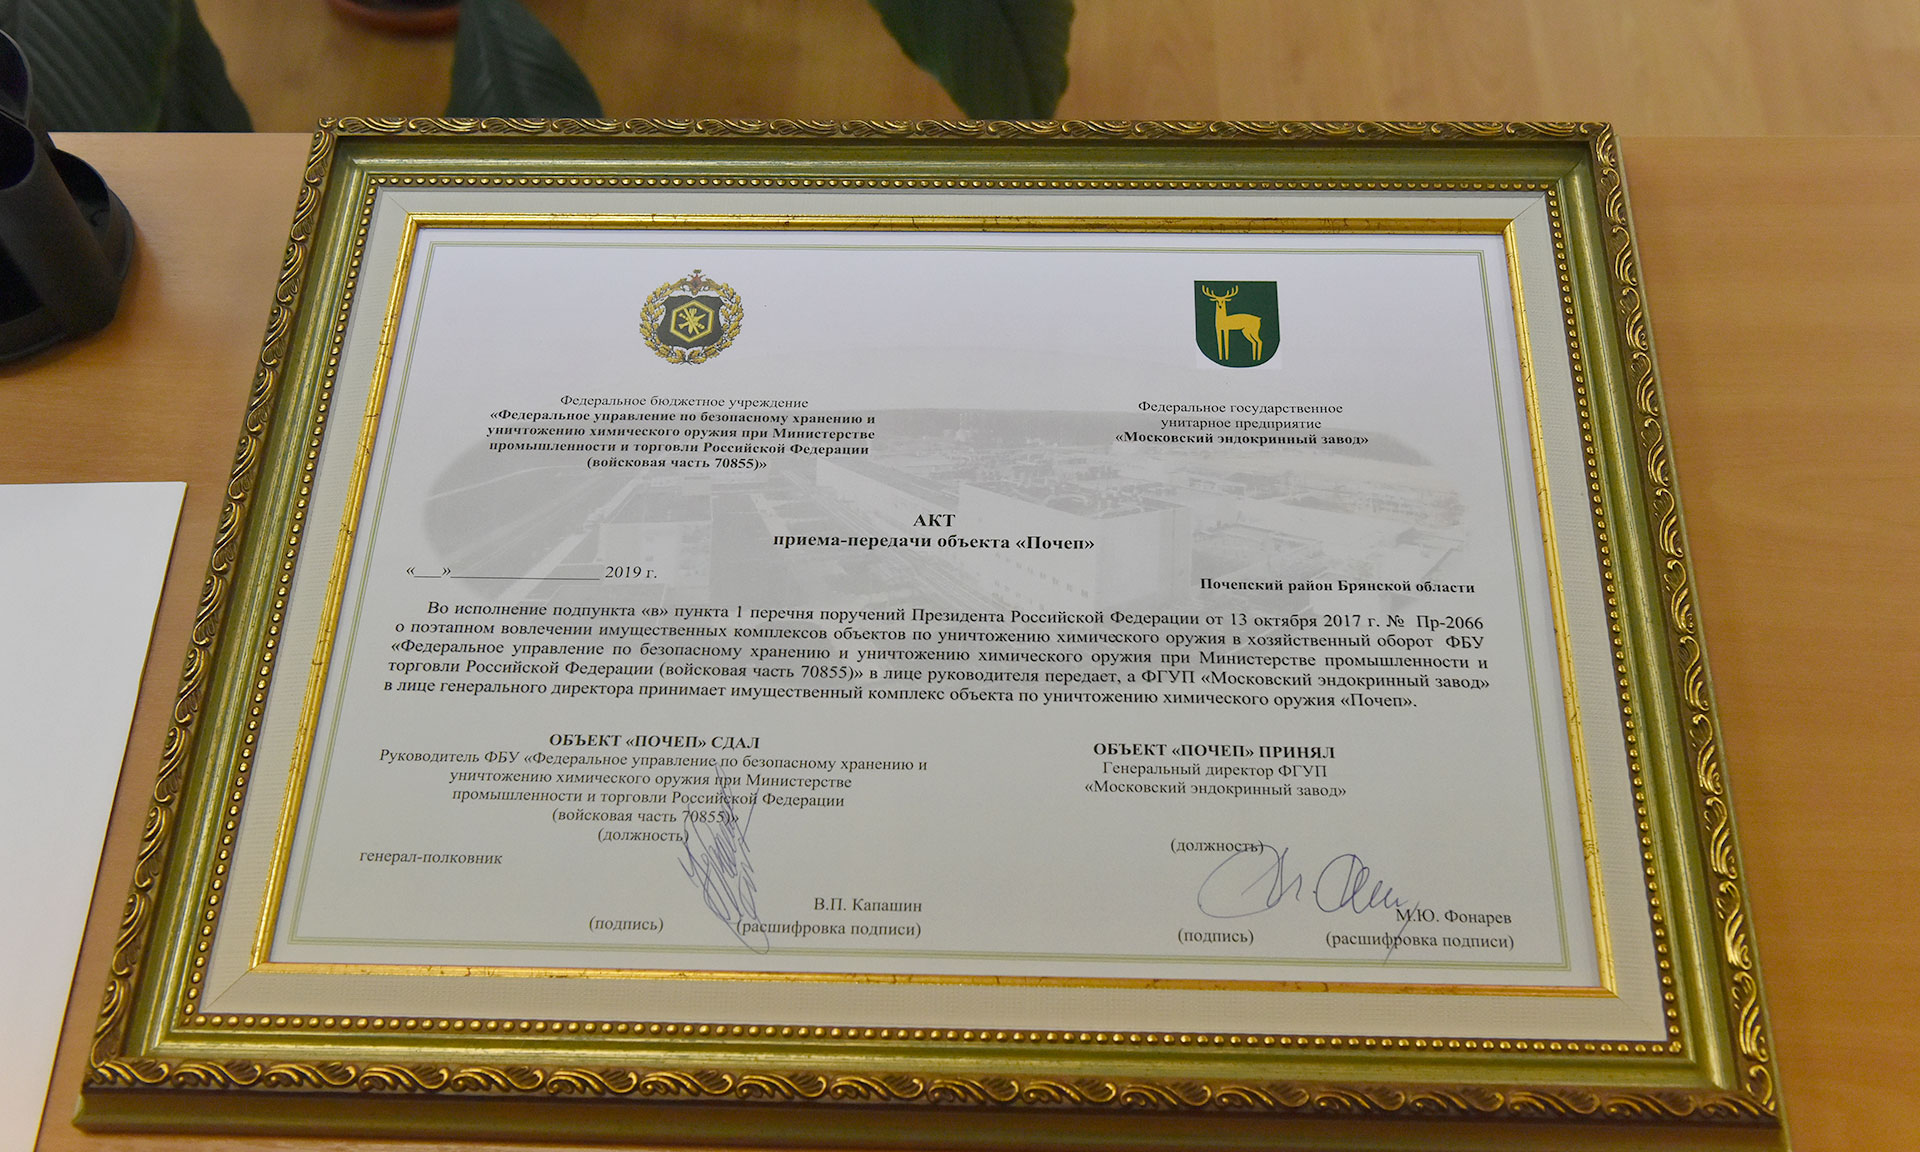 Федеральное бюджетное учреждение
«Федеральное управление по безопасному хранению и
уничтожению химического оружия при Министерстве
промышленности и торговли Российской Федерации
(войсковая часть 70855)»
Федеральное государственное
унитарное предприятие
«Московский эндокринный завод»
АКТ
приема-передачи объекта «Почеп»
«___»__________________ 2019 г.
Почепский район Брянской области
Во исполнение подпункта «в» пункта 1 перечня поручений Президента Российской Федерации от 13 октября 2017 г. № Пр-2066
о поэтапном вовлечении имущественных комплексов объектов по уничтожению химического оружия в хозяйственный оборот ФБУ
«Федеральное управление по безопасному хранению и уничтожению химического оружия при Министерстве промышленности и
торговли Российской Федерации (войсковая часть 70855)» в лице руководителя передает, а ФГУП «Московский эндокринный завод»
в лице генерального директора принимает имущественный комплекс объекта по уничтожению химического оружия «Почеп».
ОБЪЕКТ «ПОЧЕП» СДАЛ
Руководитель ФБУ «Федеральное управление по безопасному хранению и
уничтожению химического оружия при Министерстве
промышленности и торговли Российской Федерации
(войсковая часть 70855)»
(должность)
генерал-полковник
В.П. Капашин
(подпись) (расшифровка подписи)
ОБЪЕКТ «ПОЧЕП» ПРИНЯЛ
Генеральный директор ФГУП
«Московский эндокринный завод»
(должность)
М.Ю. Фонарев
(подпись) (расшифровка подписи)